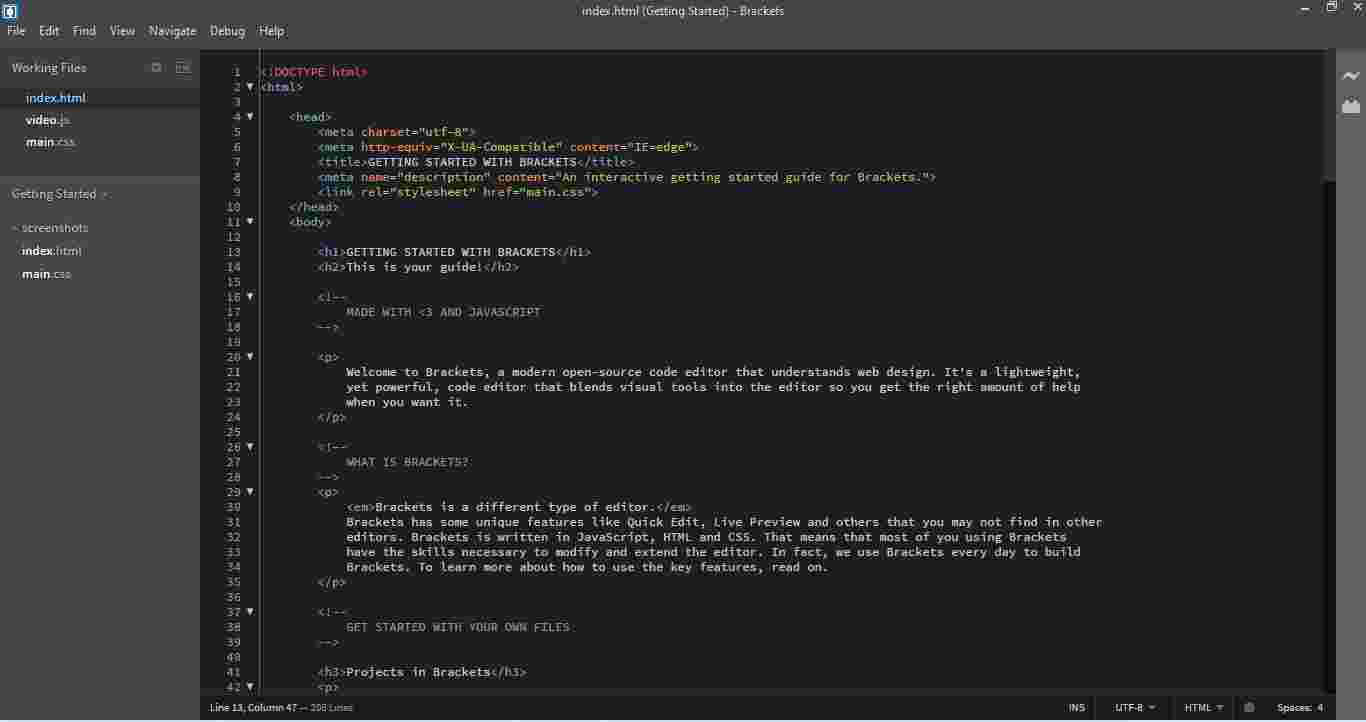 index.html (Getting Started) - Brackets
File Edit Find View Navigate Debug Help
Working Files
index.html
video.js
main.css
Getting Started
screenshots
index.html
main.css
1 <!DOCTYPE html>
2 <html>
3
4 <head>
5 <meta charset="utf-8">
6 <meta http-equiv="X-UA-Compatible" content="IE=edge">
7 <title>GETTING STARTED WITH BRACKETS</title>
8 <meta name="description" content="An interactive getting started guide for Brackets.">
9 <link rel="stylesheet" href="main.css">
10 </head>
11 <body>
12
13 <h1>GETTING STARTED WITH BRACKETS</h1>
14 <h2>This is your guide!</h2>
15
16 <!--
17 MADE WITH <3 AND JAVASCRIPT
18 -->
19
20 <p>
21 Welcome to Brackets, a modern open-source code editor that understands web design. It's a lightweight,
22 yet powerful, code editor that blends visual tools into the editor so you get the right amount of help
23 when you want it.
24 </p>
25
26 <!--
27 WHAT IS BRACKETS?
28 -->
29 <p>
30 <em>Brackets is a different type of editor.</em>
31 Brackets has some unique features like Quick Edit, Live Preview and others that you may not find in other
32 editors. Brackets is written in JavaScript, HTML and CSS. That means that most of you using Brackets
33 have the skills necessary to modify and extend the editor. In fact, we use Brackets every day to build
34 Brackets. To learn more about how to use the key features, read on.
35 </p>
36
37 <!--
38 GET STARTED WITH YOUR OWN FILES
39 -->
40
41 <h3>Projects in Brackets</h3>
42 <p>
Line 13, Column 47 — 208 Lines
INS UTF-8 HTML Spaces: 4